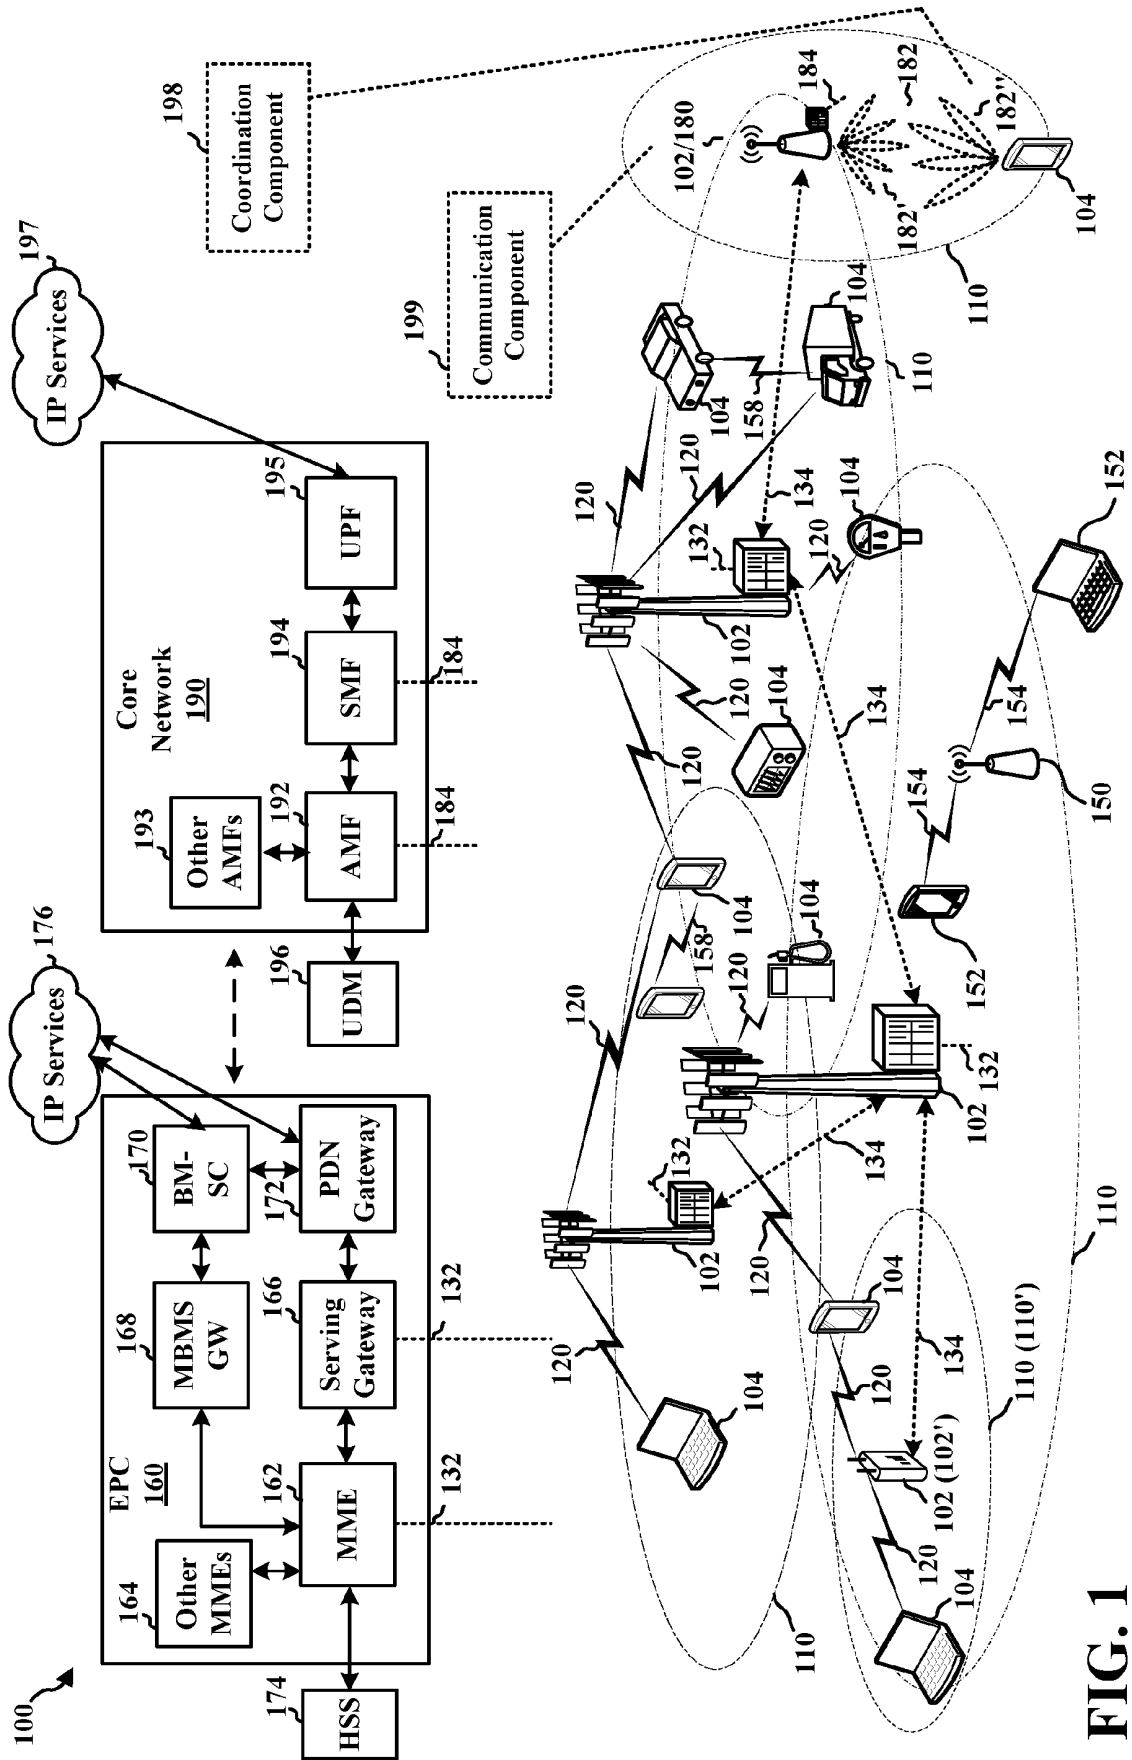 100
EPC
160
164
Other
MMEs
162
MME
168
MBMS
GW
170
BM-
SC
166
Serving
Gateway
172
PDN
Gateway
174
HSS
132
132
IP Services
176
Core
Network
190
193
Other
AMFs
192
AMF
194
SMF
195
UPF
196
UDM
184
184
IP Services
197
198
Coordination
Component
199
Communication
Component
120
120
120
120
132
102
120
120
104
158
104
110
134
120
104
102/180
184
182
182'
182''
104
110
104
120
104
104
158
132
102
134
120
104
120
104
110
134
132
102
134
120
104
110
154
154
152
152
150
104
120
134
102 (102')
120
104
110 (110')
110
FIG. 1